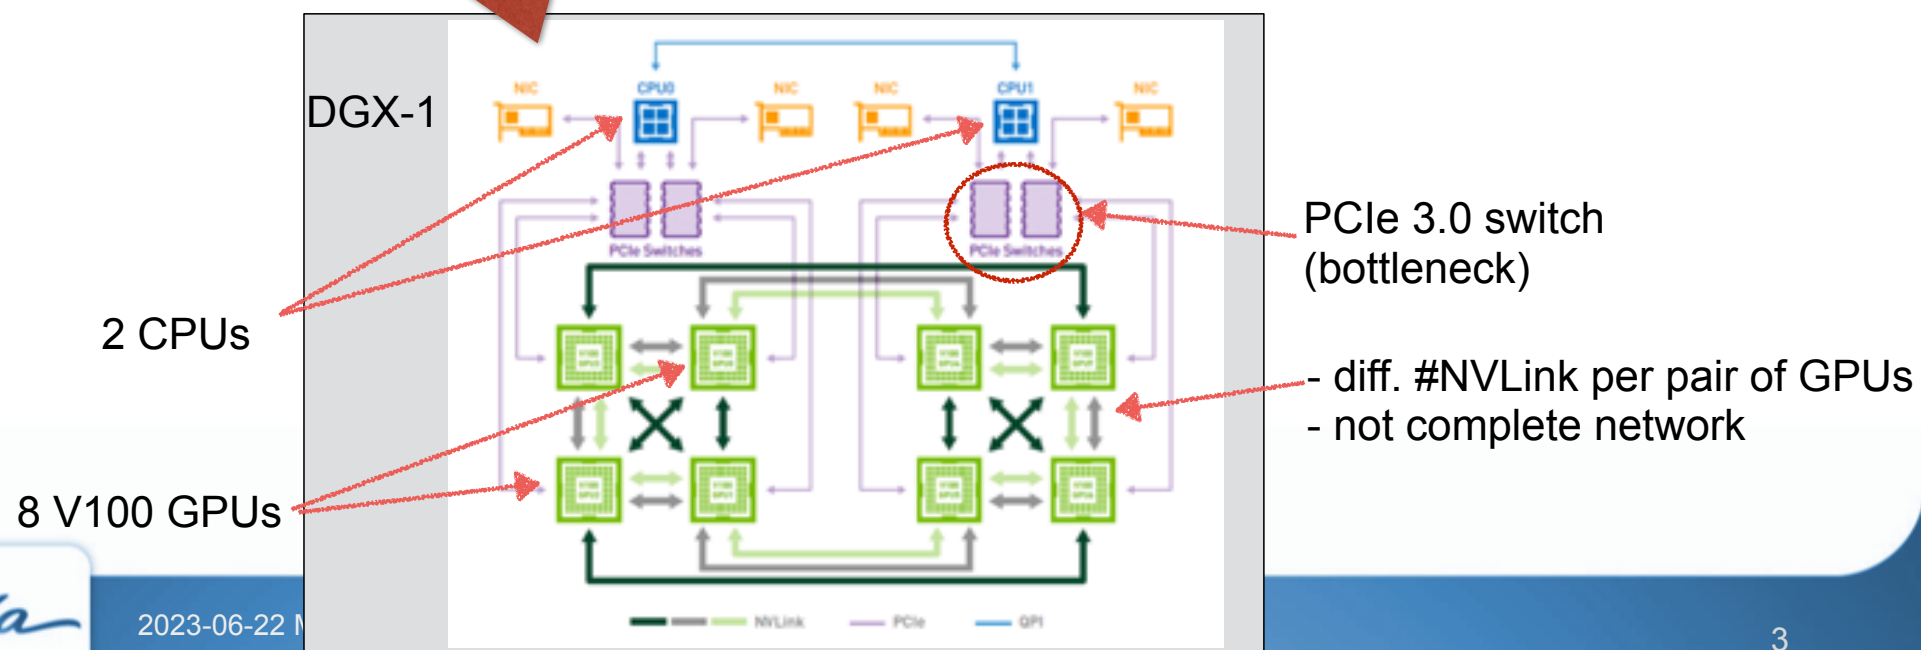 NIC
CPU0
NIC
NIC
CPU1
NIC
DGX-1
PCIe 3.0 switch
(bottleneck)
PCIe Switches
PCIe Switches
2 CPUs
- diff. #NVLink per pair of GPUs
- not complete network
8 V100 GPUs
NVLink
PCIe
QPI
2023-06-22
3